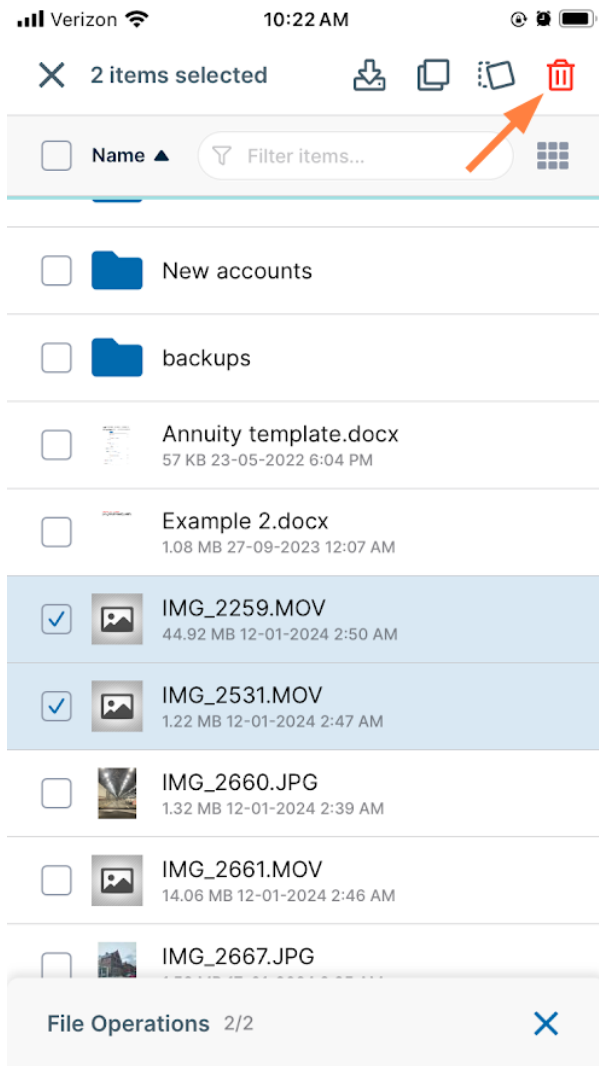 Verizon 10:22 AM
2 items selected
Name Filter items...
New accounts
backups
Annuity template.docx
57 KB 23-05-2022 6:04 PM
Example 2.docx
1.08 MB 27-09-2023 12:07 AM
IMG_2259.MOV
44.92 MB 12-01-2024 2:50 AM
IMG_2531.MOV
1.22 MB 12-01-2024 2:47 AM
IMG_2660.JPG
1.32 MB 12-01-2024 2:39 AM
IMG_2661.MOV
14.06 MB 12-01-2024 2:46 AM
IMG_2667.JPG
File Operations 2/2